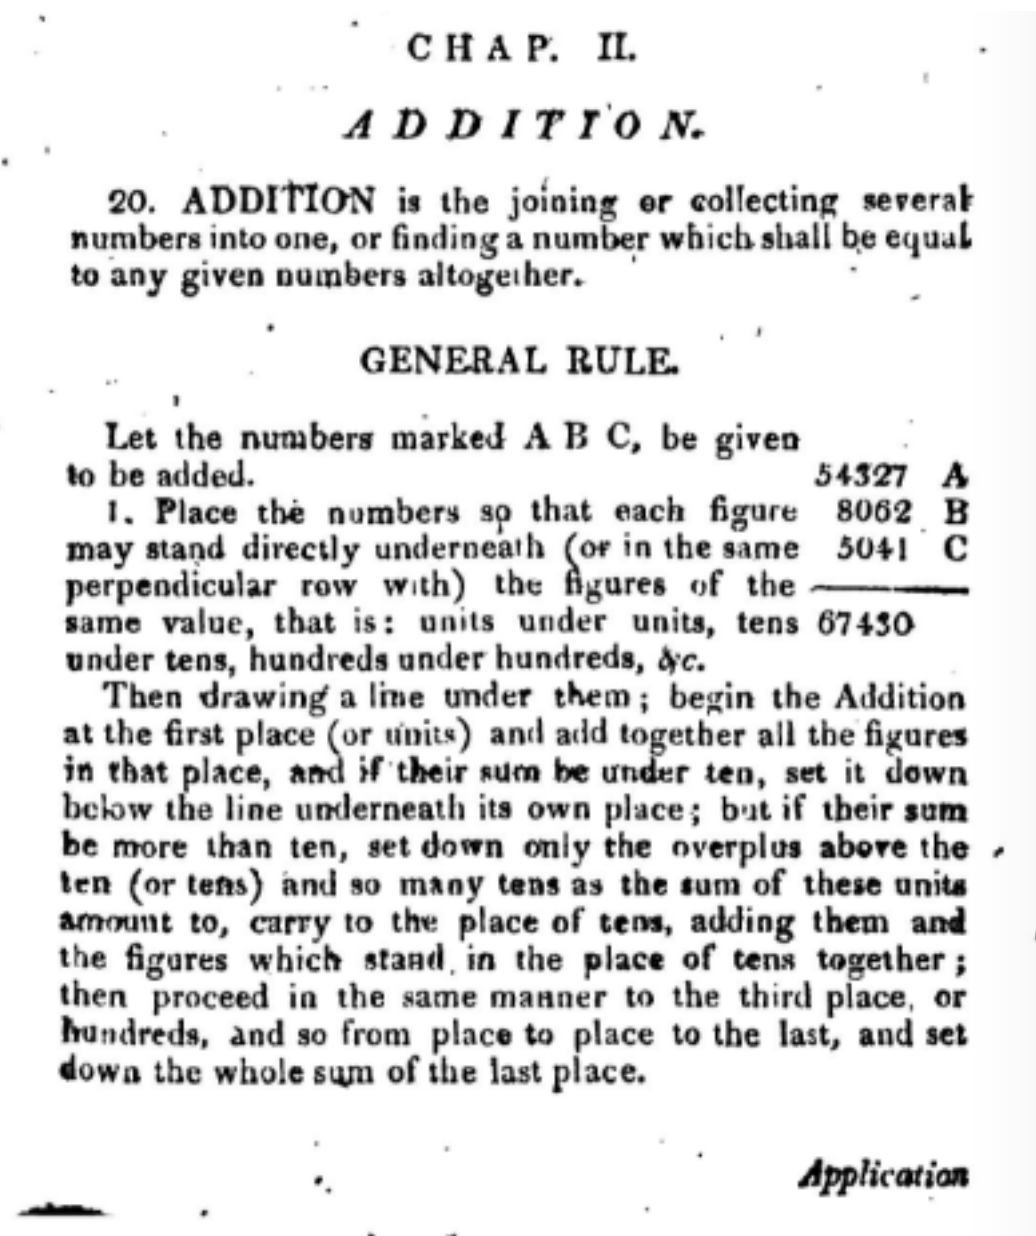 CHAP. II.
ADDITION.
20. ADDITION is the joining or collecting several
numbers into one, or finding a number which shall be equal
to any given numbers altogether.
GENERAL RULE.
Let the numbers marked A B C, be given
to be added. 54327 A
1. Place the numbers so that each figure 8062 B
may stand directly underneath (or in the same 5041 C
perpendicular row with) the figures of the
same value, that is: units under units, tens 67430
under tens, hundreds under hundreds, &c.
Then drawing a line under them; begin the Addition
at the first place (or units) and add together all the figures
in that place, and if their sum be under ten, set it down
below the line underneath its own place; but if their sum
be more than ten, set down only the overplus above the
ten (or tens) and so many tens as the sum of these units
amount to, carry to the place of tens, adding them and
the figures which stand in the place of tens together;
then proceed in the same manner to the third place, or
hundreds, and so from place to place to the last, and set
down the whole sum of the last place.
Application